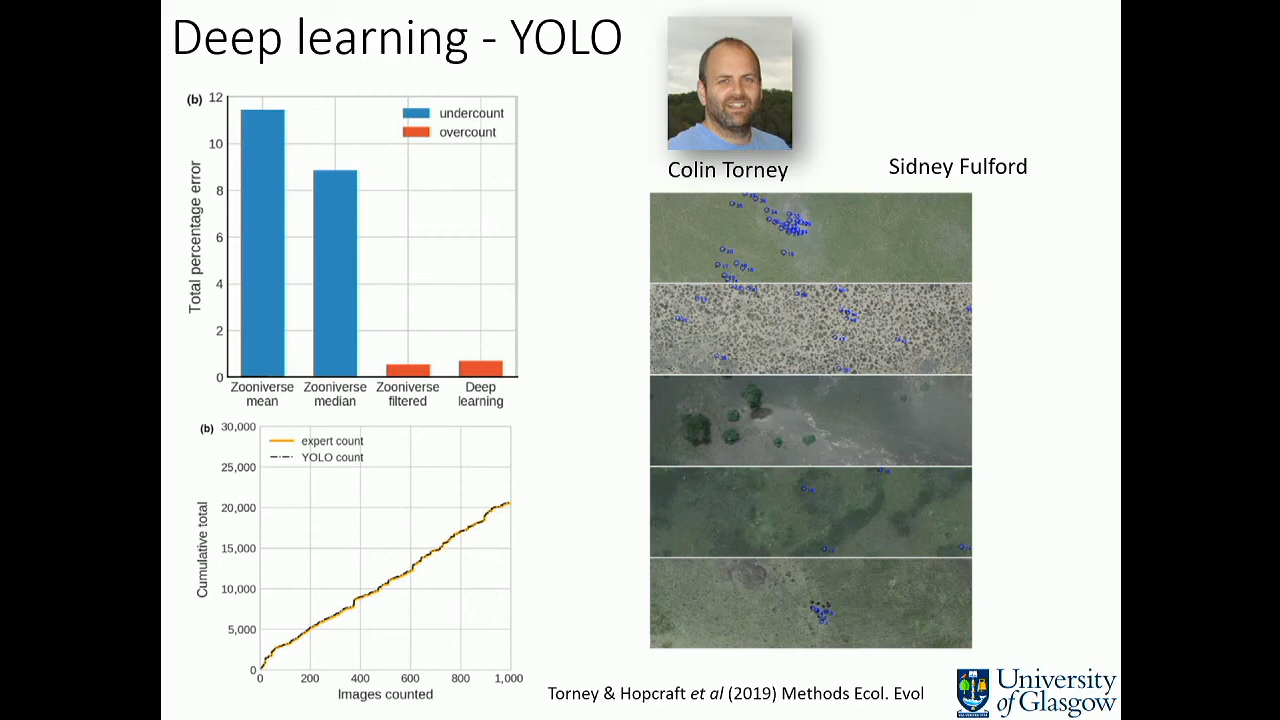 Deep learning - YOLO
(b)
12
10
8
6
4
2
0
Total percentage error
undercount
overcount
Zooniverse mean
Zooniverse median
Zooniverse filtered
Deep learning
(b)
30,000
25,000
20,000
15,000
10,000
5,000
0
Cumulative total
expert count
YOLO count
0 200 400 600 800 1,000
Images counted
Colin Torney
Sidney Fulford
Torney & Hopcraft et al (2019) Methods Ecol. Evol
University
of Glasgow